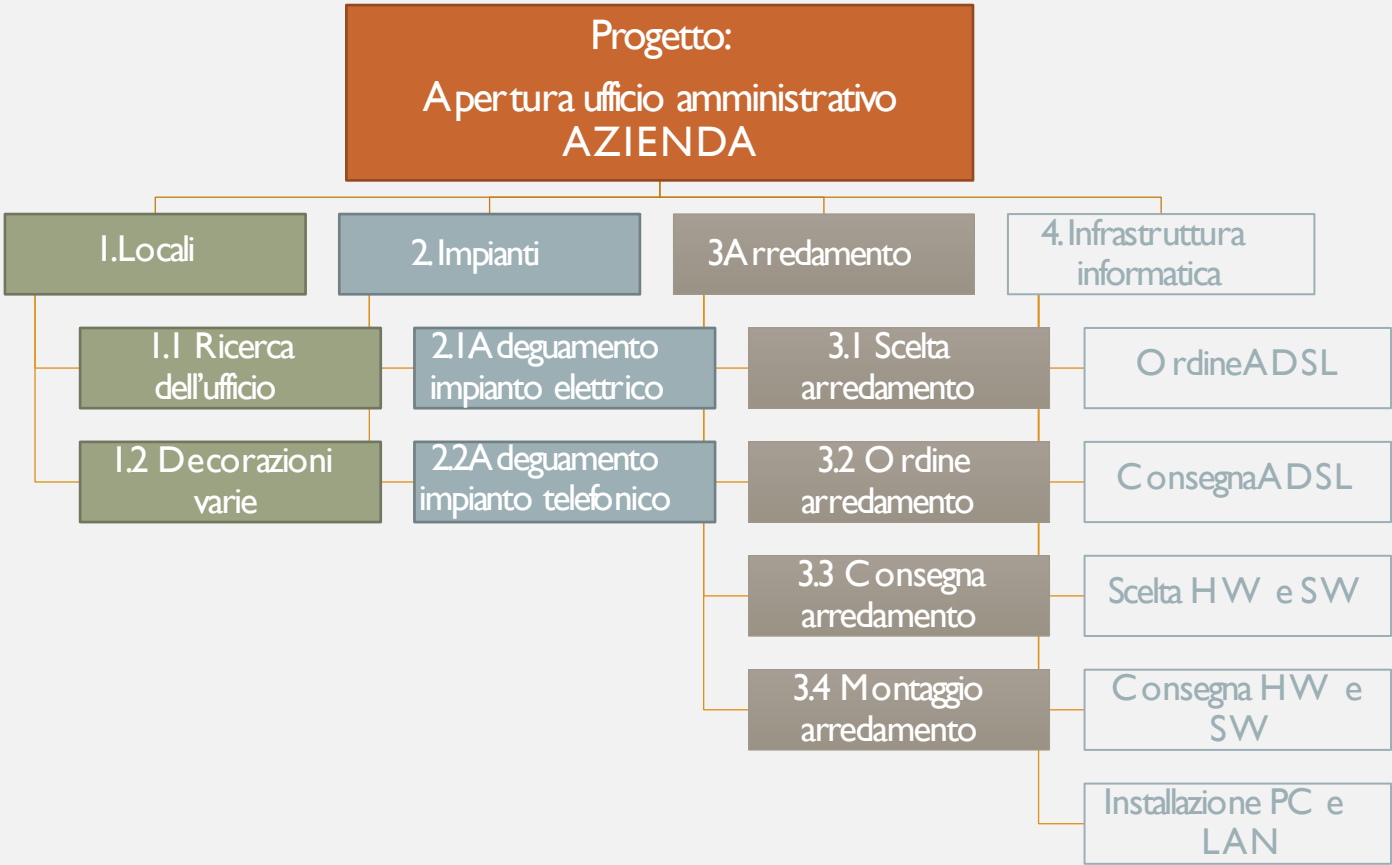 Progetto:
Apertura ufficio amministrativo
AZIENDA
1.Locali
2. Impianti
3Arredamento
4. Infrastruttura
informatica
1.1 Ricerca
dell'ufficio
2.1Adeguamento
impianto elettrico
3.1 Scelta
arredamento
OrdineADSL
1.2 Decorazioni
varie
2.2Adeguamento
impianto telefonico
3.2 Ordine
arredamento
ConsegnaADSL
3.3 Consegna
arredamento
Scelta HW e SW
3.4 Montaggio
arredamento
Consegna HW e
SW
Installazione PC e
LAN